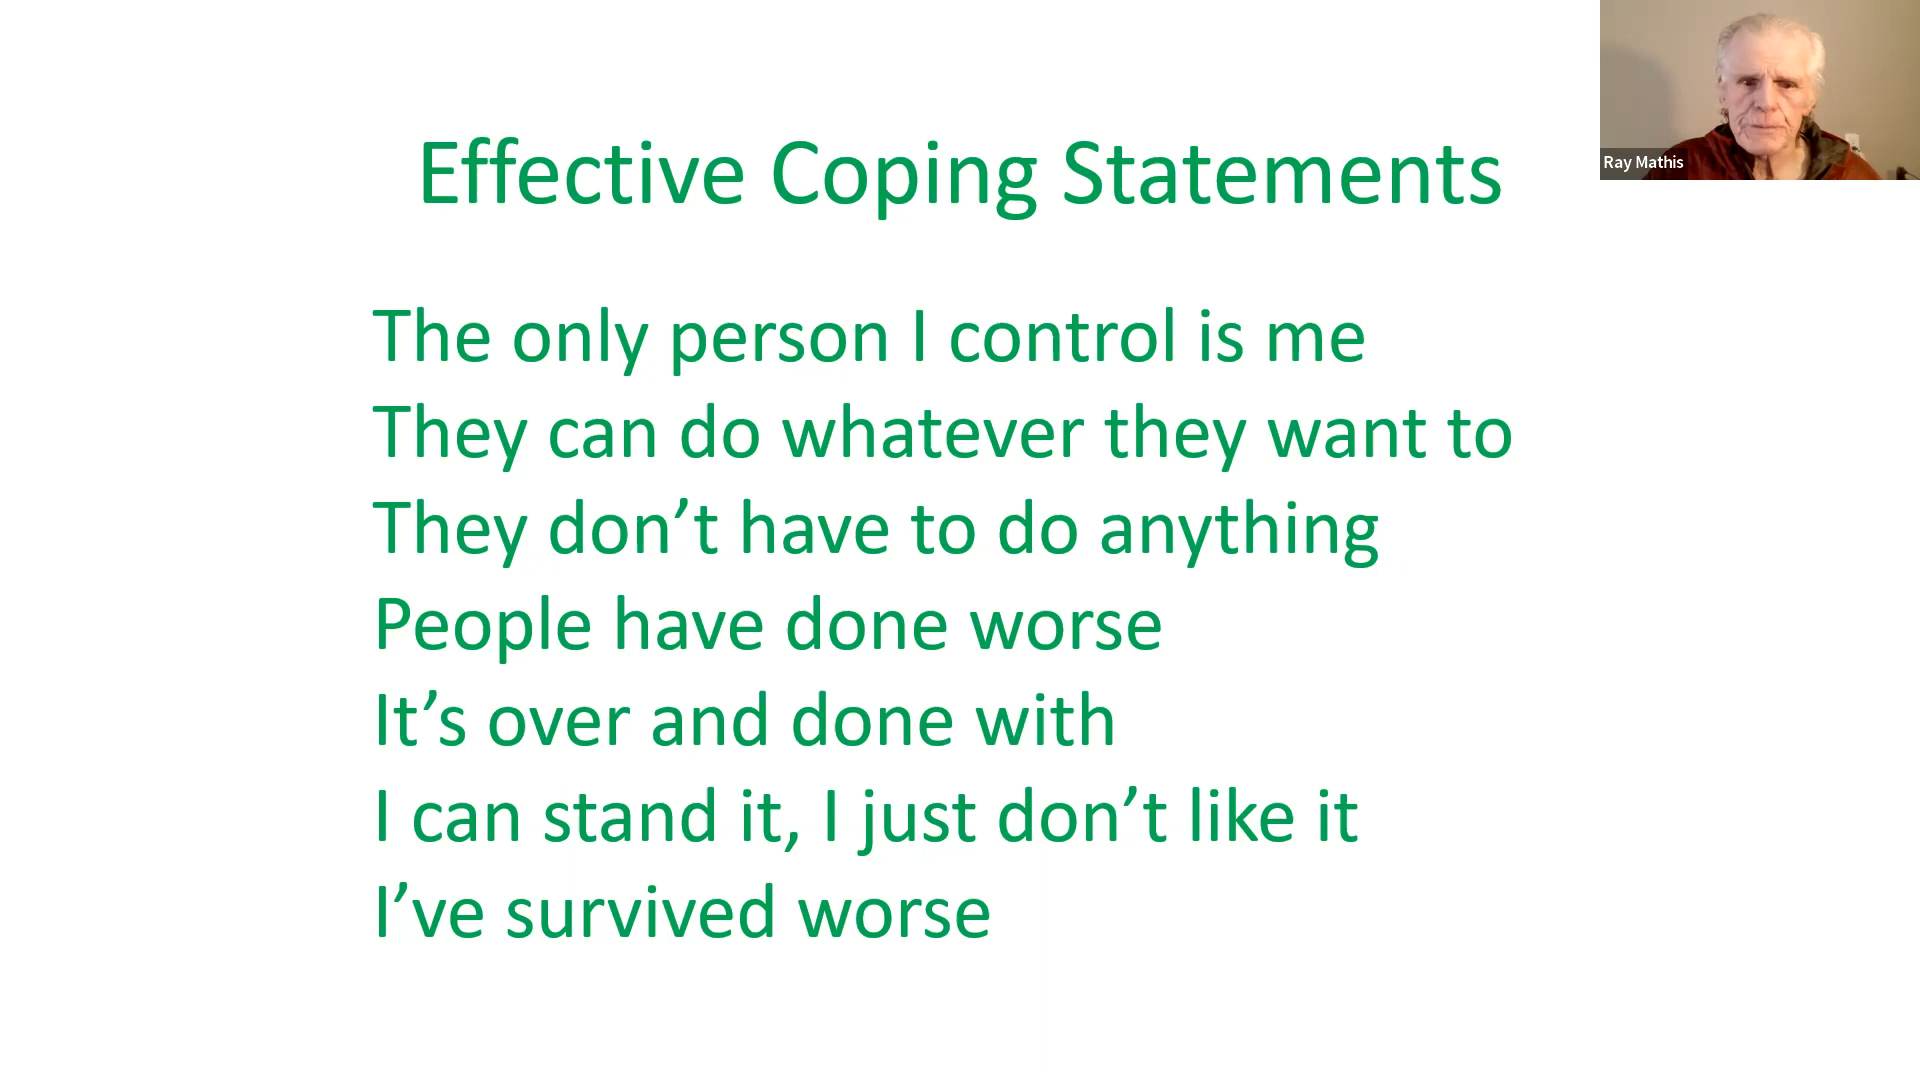 Effective Coping Statements
Ray Mathis
The only person I control is me
They can do whatever they want to
They don’t have to do anything
People have done worse
It’s over and done with
I can stand it, I just don’t like it
I’ve survived worse